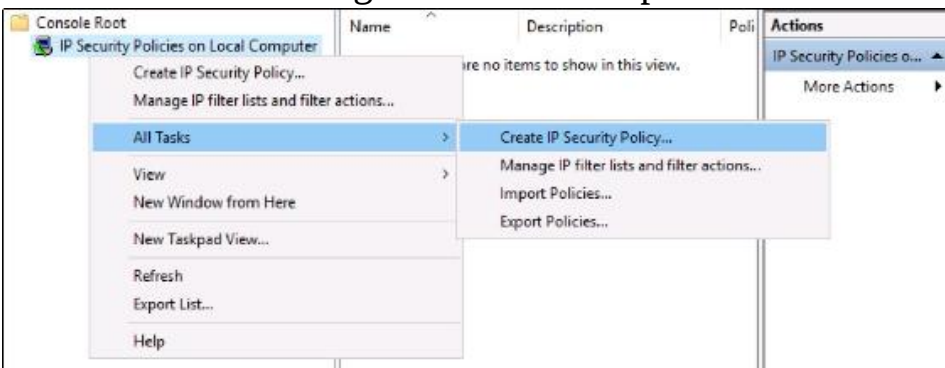 Console Root
IP Security Policies on Local Computer
Name Description Poli
re no items to show in this view.
Actions
IP Security Policies o...
More Actions
Create IP Security Policy...
Manage IP filter lists and filter actions...
All Tasks
View
New Window from Here
New Taskpad View...
Refresh
Export List...
Help
Create IP Security Policy...
Manage IP filter lists and filter actions...
Import Policies...
Export Policies...